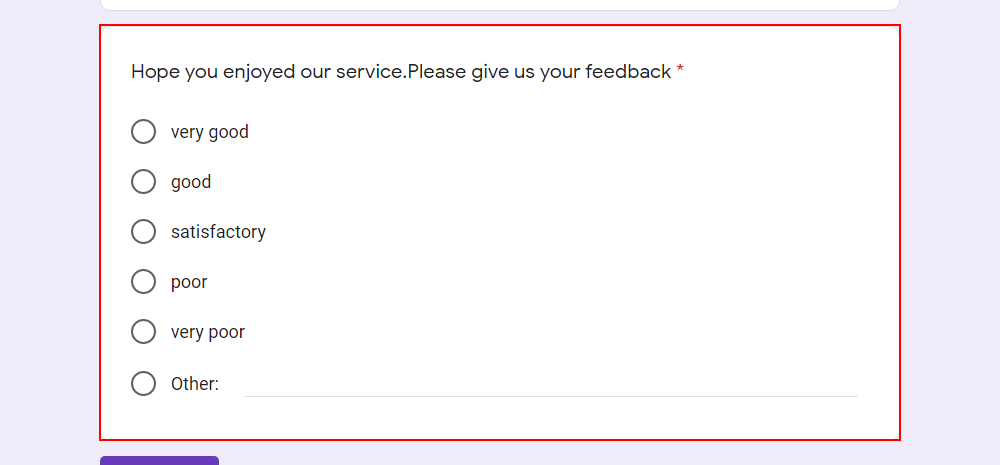 Hope you enjoyed our service.Please give us your feedback *
very good
good
satisfactory
poor
very poor
Other: